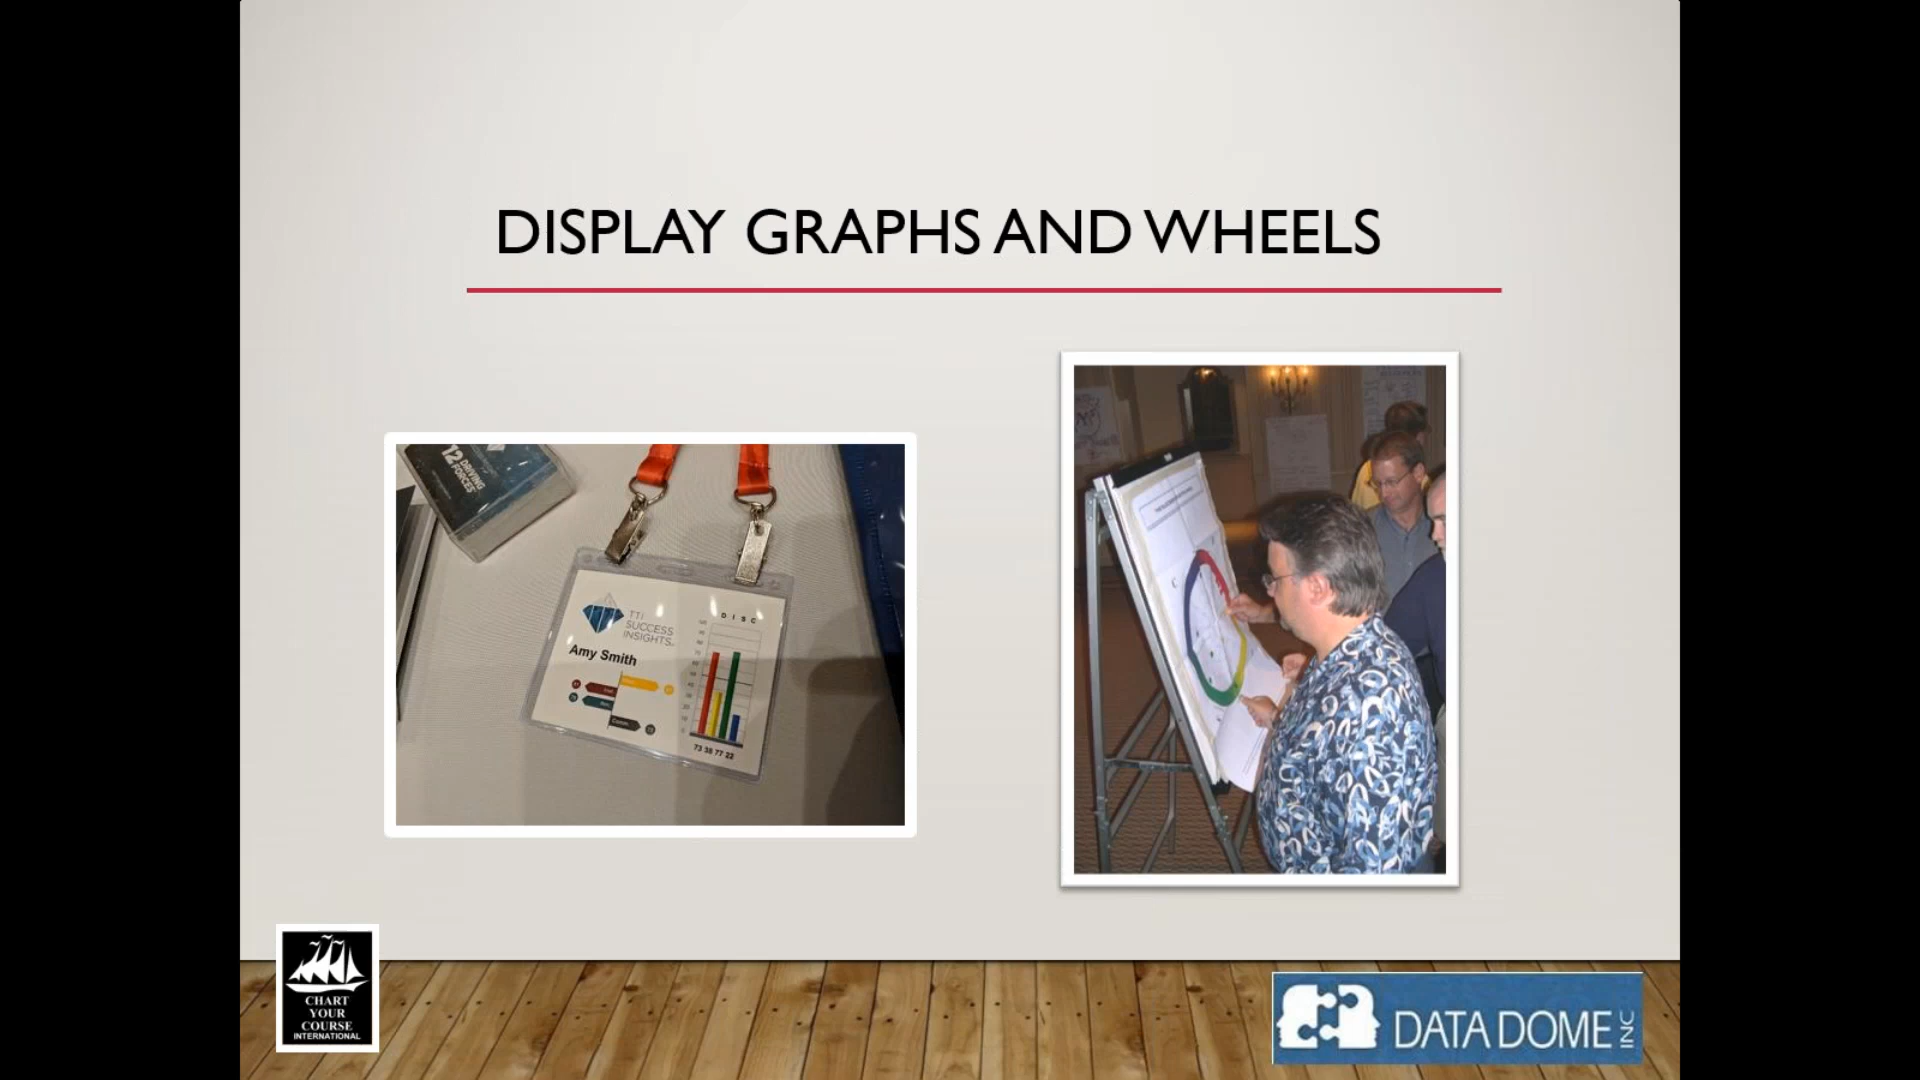 DISPLAY GRAPHS AND WHEELS
12 DRIVING
FORCES
TTI
SUCCESS
INSIGHTS
Amy Smith
D I S C
73 38 77 22
CHART
YOUR
COURSE
INTERNATIONAL
DATA DOME INC